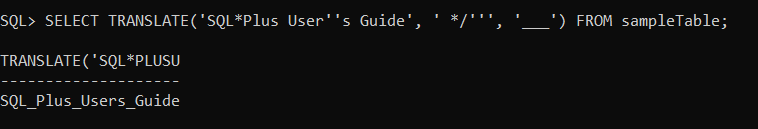 SQL> SELECT TRANSLATE('SQL*Plus User''s Guide', ' */''', '___') FROM sampleTable;
TRANSLATE('SQL*PLUSU
--------------------
SQL_Plus_Users_Guide